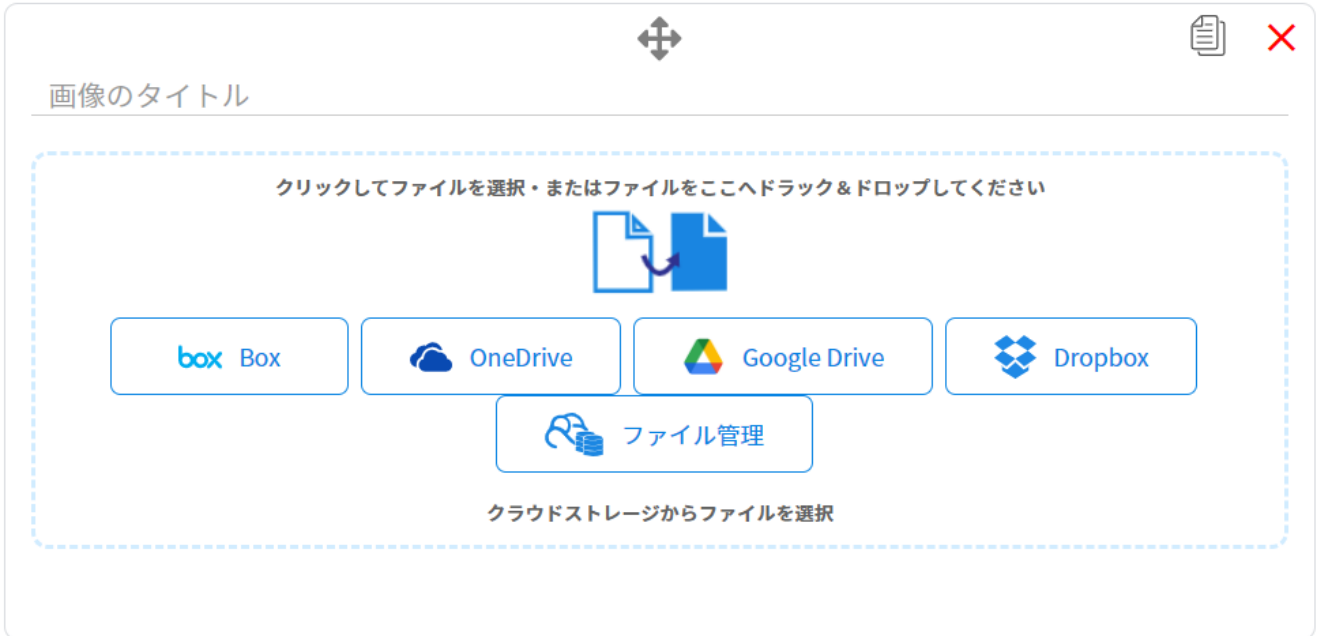 画像のタイトル
クリックしてファイルを選択・またはファイルをここへドラック＆ドロップしてください
box Box
OneDrive
Google Drive
Dropbox
ファイル管理
クラウドストレージからファイルを選択